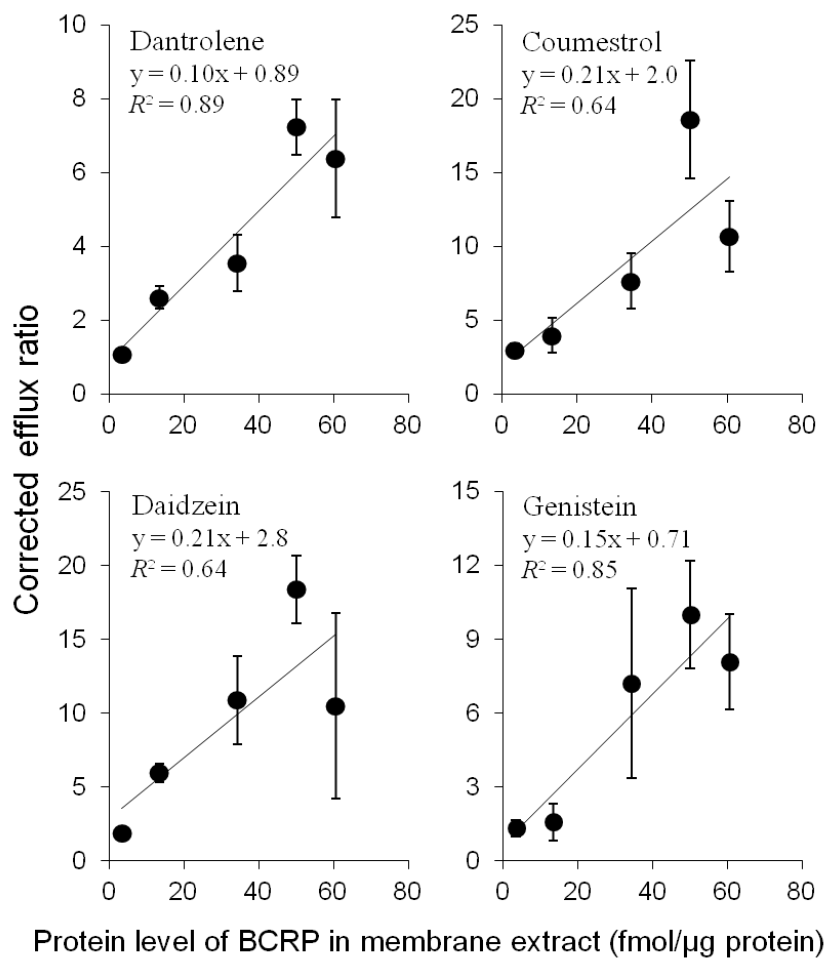 Corrected efflux ratio
Dantrolene
y = 0.10x + 0.89
R² = 0.89
10
8
6
4
2
0
0 20 40 60 80
Coumestrol
y = 0.21x + 2.0
R² = 0.64
25
20
15
10
5
0
0 20 40 60 80
Daidzein
y = 0.21x + 2.8
R² = 0.64
25
20
15
10
5
0
0 20 40 60 80
Genistein
y = 0.15x + 0.71
R² = 0.85
15
12
9
6
3
0
0 20 40 60 80
Protein level of BCRP in membrane extract (fmol/μg protein)